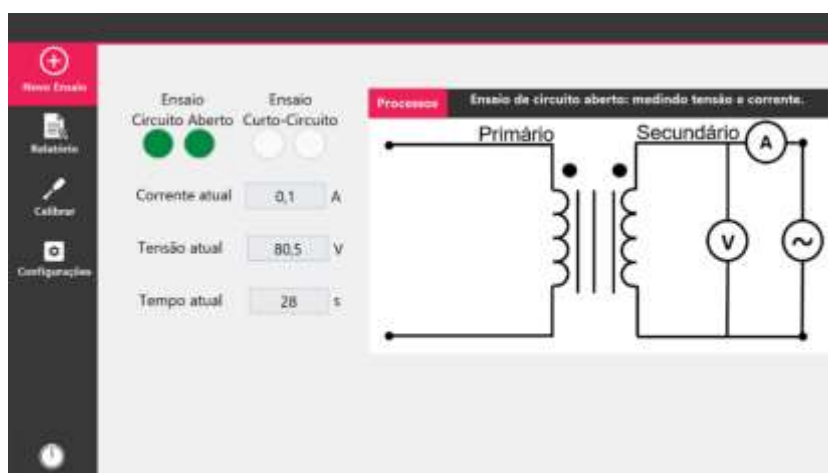 Novo Ensaio
Relatório
Calibrar
Configurações
Ensaio
Circuito Aberto
Ensaio
Curto-Circuito
Corrente atual 0,1 A
Tensão atual 80,5 V
Tempo atual 28 s
Processos
Ensaio de circuito aberto: medindo tensão e corrente.
Primário
Secundário
A
V